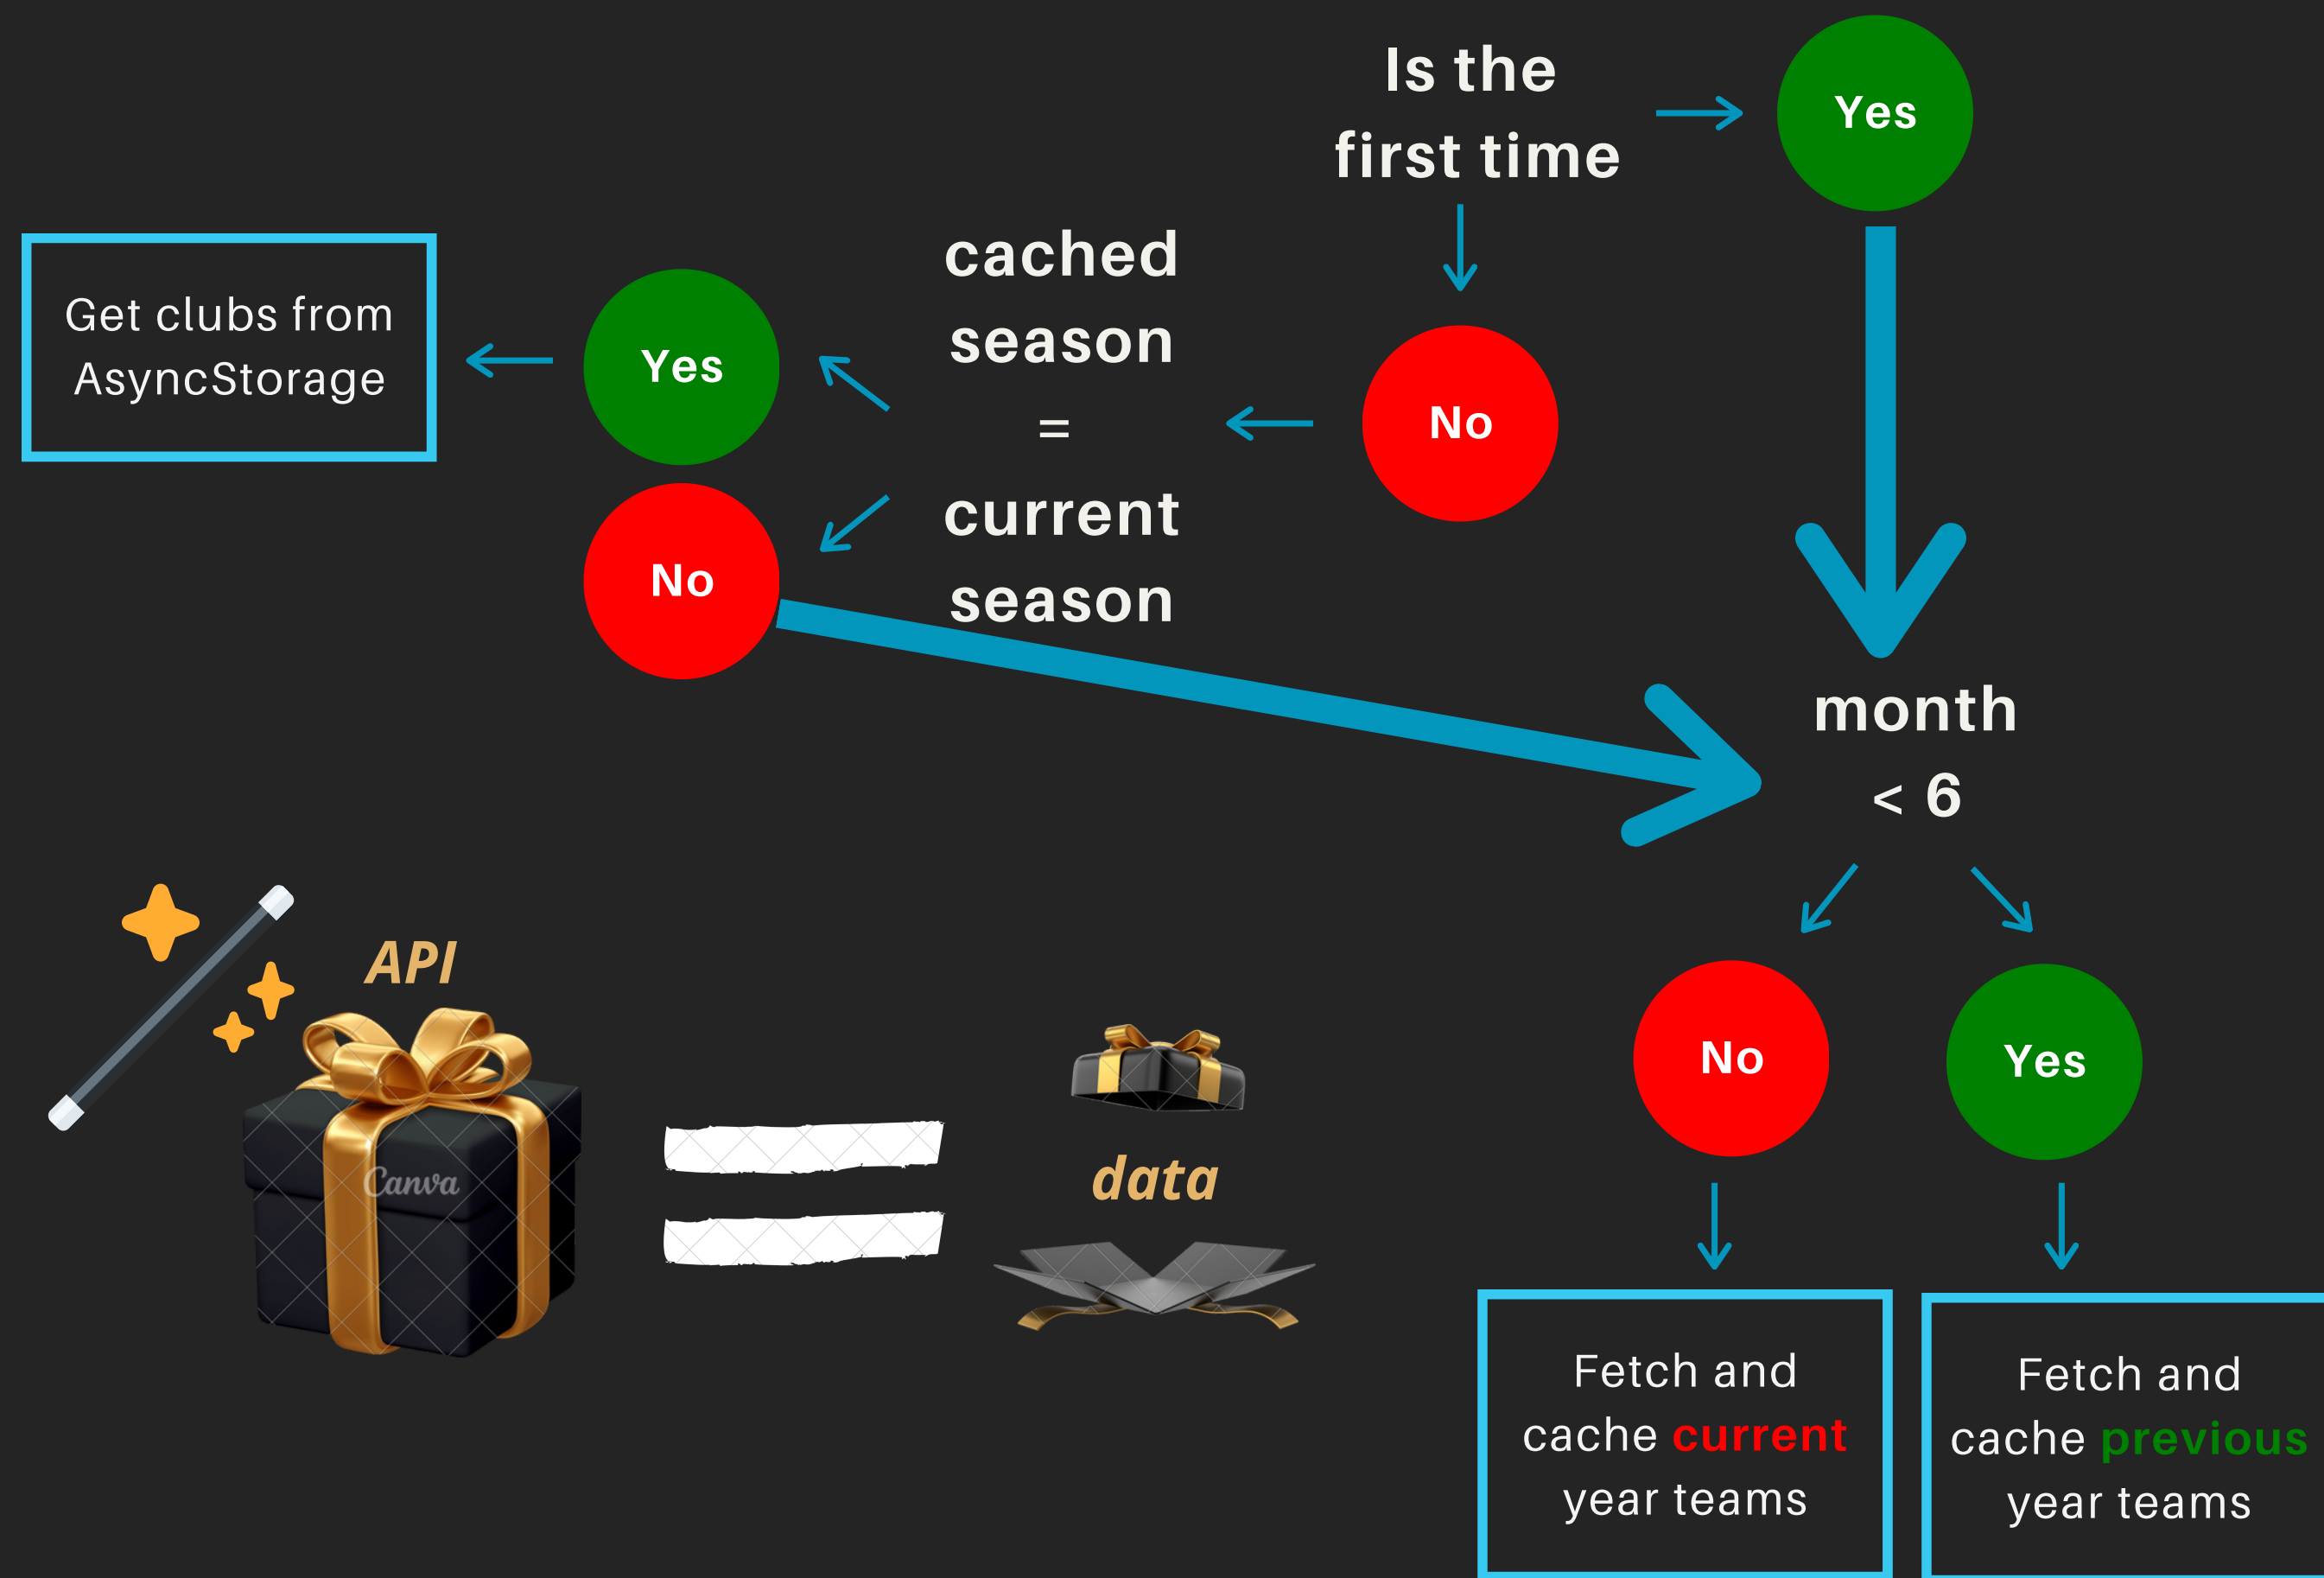 Is the
first time
Yes
No
cached
season
=
current
season
Yes
No
Get clubs from
AsyncStorage
month
< 6
No
Yes
Fetch and
cache current
year teams
Fetch and
cache previous
year teams
API
Canva
data